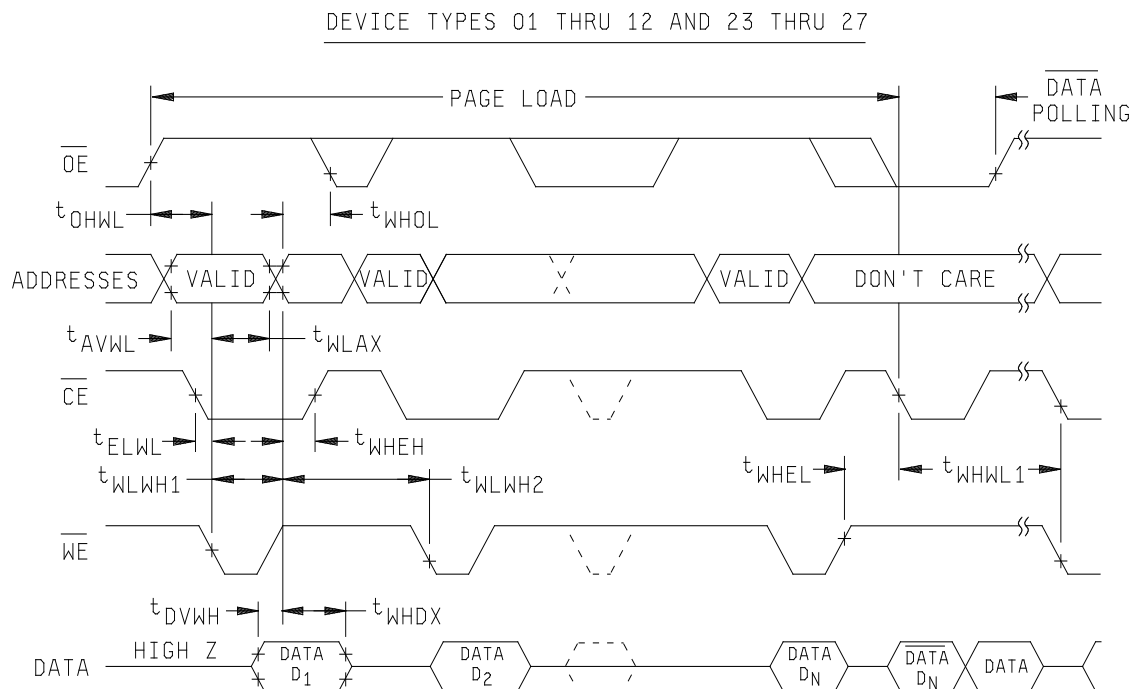 DEVICE TYPES 01 THRU 12 AND 23 THRU 27
PAGE LOAD
DATA
POLLING
OE
tOHWL
tWHOL
ADDRESSES
VALID
VALID
VALID
DON'T CARE
tAVWL
tWLAX
CE
tELWL
tWHEH
tWLWH1
tWLWH2
tWHEL
tWHWL1
WE
tDVWH
tWHDX
DATA
HIGH Z
DATA
D1
DATA
D2
DATA
DN
DATA
DN
DATA